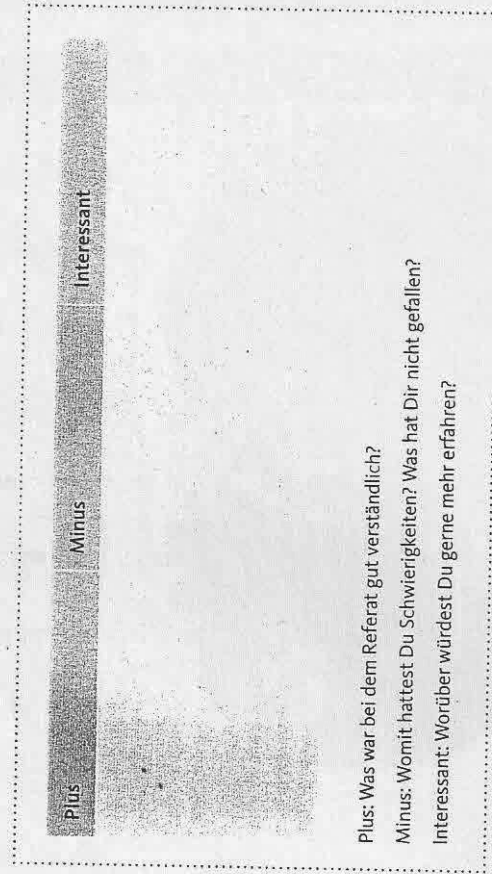 Plus Minus Interessant
Plus: Was war bei dem Referat gut verständlich?
Minus: Womit hattest Du Schwierigkeiten? Was hat Dir nicht gefallen?
Interessant: Worüber würdest Du gerne mehr erfahren?